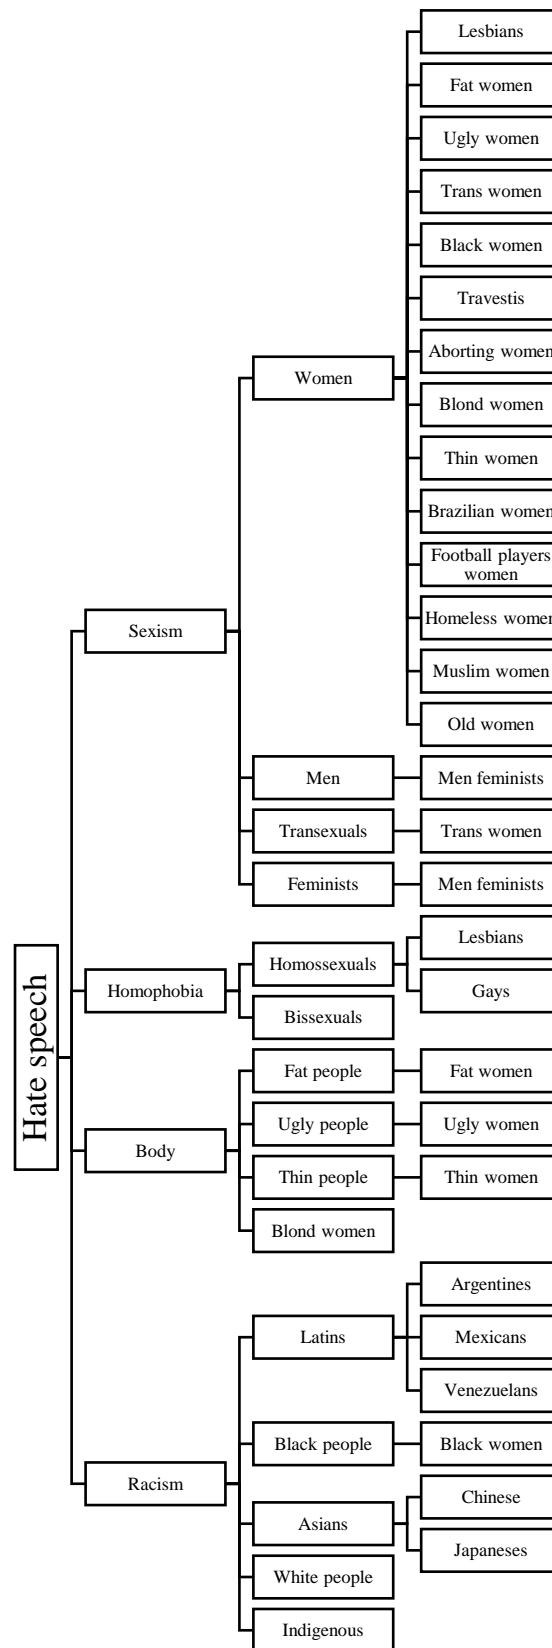 Hate speech
Sexism
Women
Lesbians
Fat women
Ugly women
Trans women
Black women
Travestis
Aborting women
Blond women
Thin women
Brazilian women
Football players
women
Homeless women
Muslim women
Old women
Men
Men feminists
Transexuals
Trans women
Feminists
Men feminists
Homophobia
Homossexuals
Lesbians
Gays
Bissexuals
Body
Fat people
Fat women
Ugly people
Ugly women
Thin people
Thin women
Blond women
Racism
Latins
Argentines
Mexicans
Venezuelans
Black people
Black women
Asians
Chinese
Japaneses
White people
Indigenous